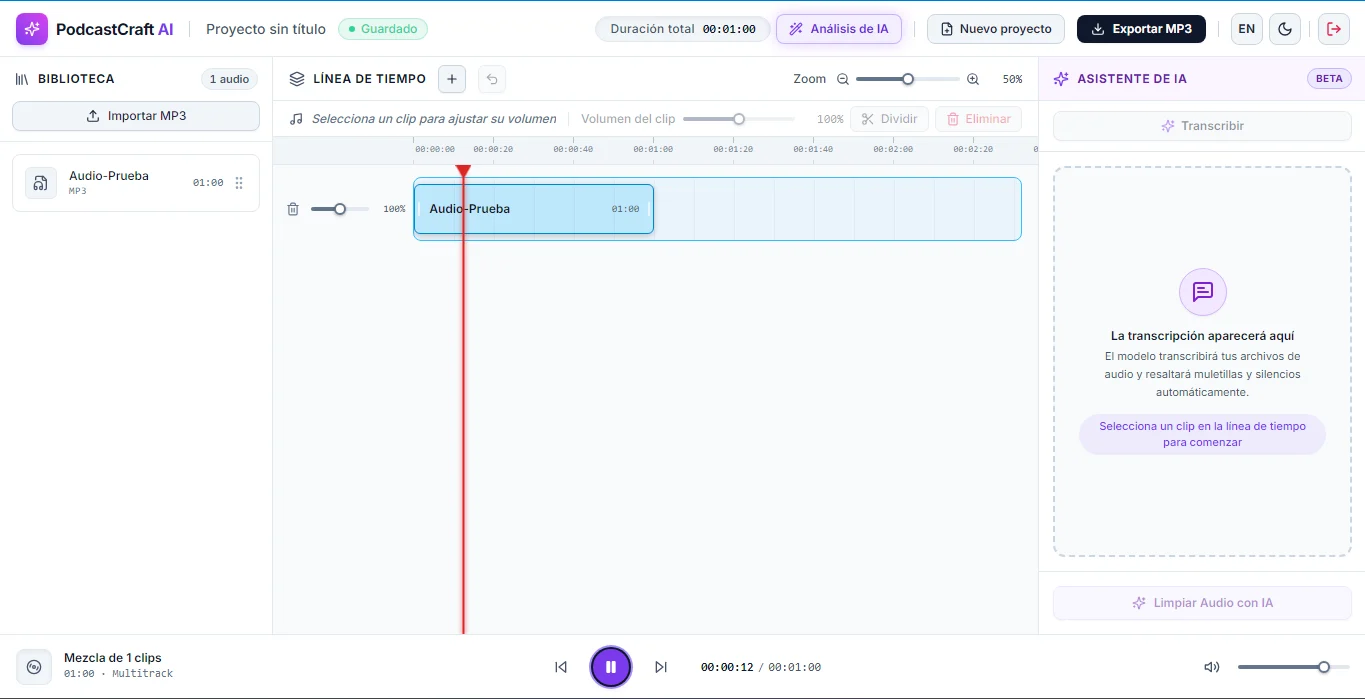 PodcastCraft AI
Proyecto sin título
Guardado
Duración total 00:01:00
Análisis de IA
Nuevo proyecto
Exportar MP3
EN
BIBLIOTECA
1 audio
LÍNEA DE TIEMPO
Zoom
50%
ASISTENTE DE IA
BETA
Importar MP3
Selecciona un clip para ajustar su volumen
Volumen del clip
100%
Dividir
Eliminar
Transcribir
00:00:00 00:00:20 00:00:40 00:01:00 00:01:20 00:01:40 00:02:00 00:02:20
Audio-Prueba
MP3
01:00
100%
Audio-Prueba
01:00
La transcripción aparecerá aquí
El modelo transcribirá tus archivos de
audio y resaltará muletillas y silencios
automáticamente.
Selecciona un clip en la línea de tiempo
para comenzar
Limpiar Audio con IA
Mezcla de 1 clips
01:00 · Multitrack
00:00:12 / 00:01:00